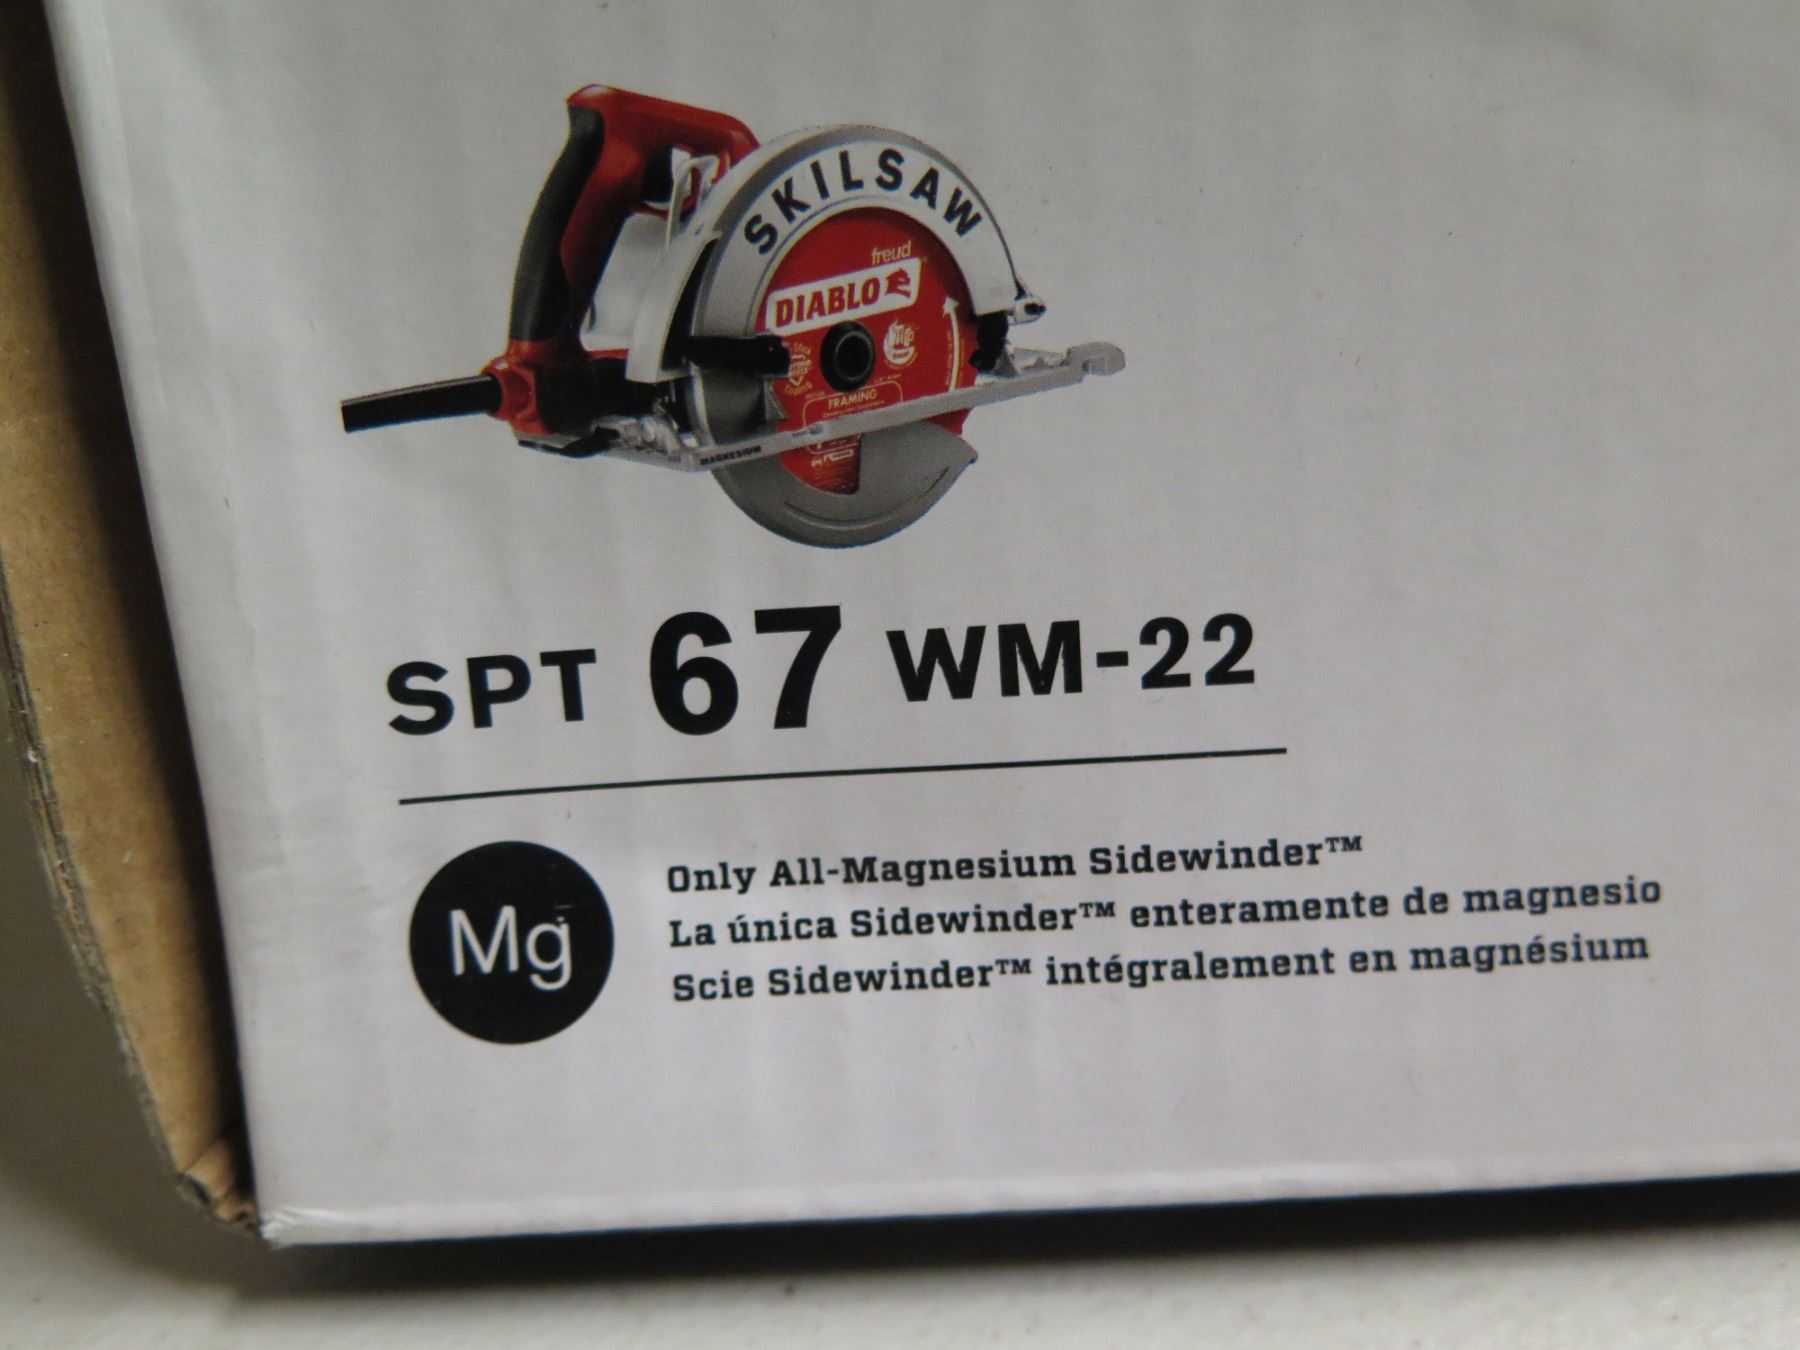 SKILSAW
freud
DIABLO
FRAMING
MAGNESIUM
SPT 67 WM-22
Mg
Only All-Magnesium Sidewinder™
La única Sidewinder™ enteramente de magnesio
Scie Sidewinder™ intégralement en magnésium